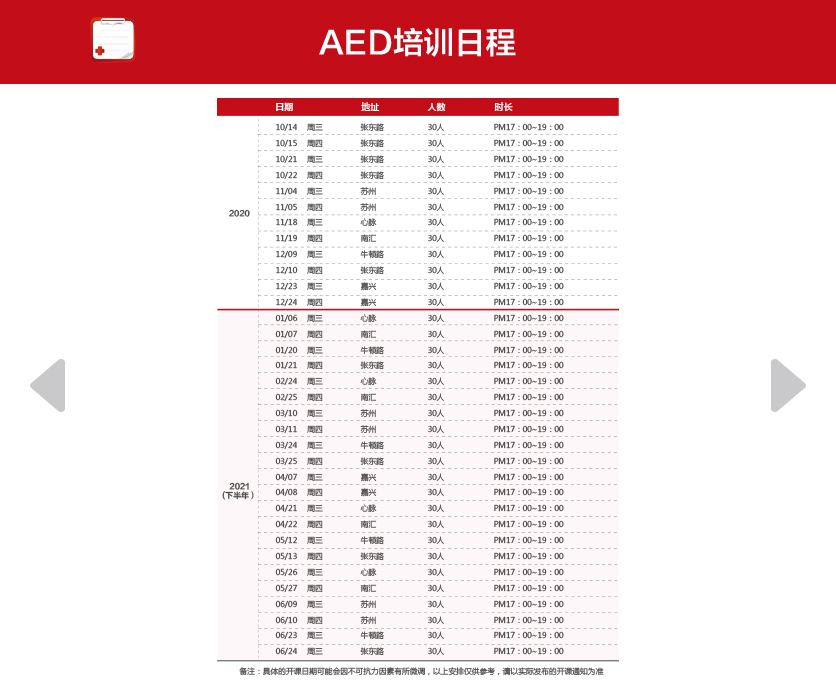 AED培训日程
日期 地址 人数 时长
10/14 周三 张东路 30人 PM17：00~19：00
10/15 周四 张东路 30人 PM17：00~19：00
10/21 周三 张东路 30人 PM17：00~19：00
10/22 周四 张东路 30人 PM17：00~19：00
11/04 周三 苏州 30人 PM17：00~19：00
11/05 周四 苏州 30人 PM17：00~19：00
2020
11/18 周三 心脉 30人 PM17：00~19：00
11/19 周四 南汇 30人 PM17：00~19：00
12/09 周三 牛顿路 30人 PM17：00~19：00
12/10 周四 张东路 30人 PM17：00~19：00
12/23 周三 嘉兴 30人 PM17：00~19：00
12/24 周四 嘉兴 30人 PM17：00~19：00
01/06 周三 心脉 30人 PM17：00~19：00
01/07 周四 南汇 30人 PM17：00~19：00
01/20 周三 牛顿路 30人 PM17：00~19：00
01/21 周四 张东路 30人 PM17：00~19：00
02/24 周三 心脉 30人 PM17：00~19：00
02/25 周四 南汇 30人 PM17：00~19：00
03/10 周三 苏州 30人 PM17：00~19：00
03/11 周四 苏州 30人 PM17：00~19：00
03/24 周三 牛顿路 30人 PM17：00~19：00
03/25 周四 张东路 30人 PM17：00~19：00
04/07 周三 嘉兴 30人 PM17：00~19：00
2021
(下半年)
04/08 周四 嘉兴 30人 PM17：00~19：00
04/21 周三 心脉 30人 PM17：00~19：00
04/22 周四 南汇 30人 PM17：00~19：00
05/12 周三 牛顿路 30人 PM17：00~19：00
05/13 周四 张东路 30人 PM17：00~19：00
05/26 周三 心脉 30人 PM17：00~19：00
05/27 周四 南汇 30人 PM17：00~19：00
06/09 周三 苏州 30人 PM17：00~19：00
06/10 周四 苏州 30人 PM17：00~19：00
06/23 周三 牛顿路 30人 PM17：00~19：00
06/24 周三 张东路 30人 PM17：00~19：00
备注：具体的开课日期可能会因不可抗力因素有所微调，以上安排仅供参考，请以实际发布的开课通知为准